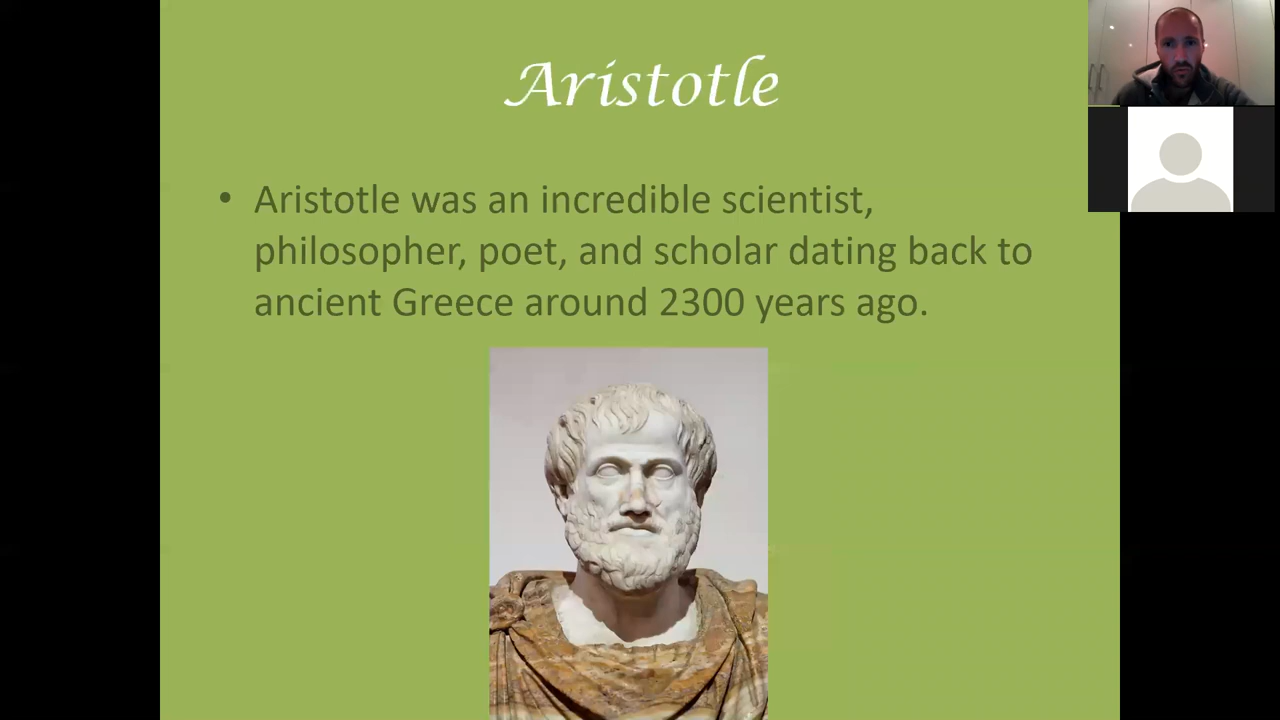 Aristotle
• Aristotle was an incredible scientist,
philosopher, poet, and scholar dating back to
ancient Greece around 2300 years ago.